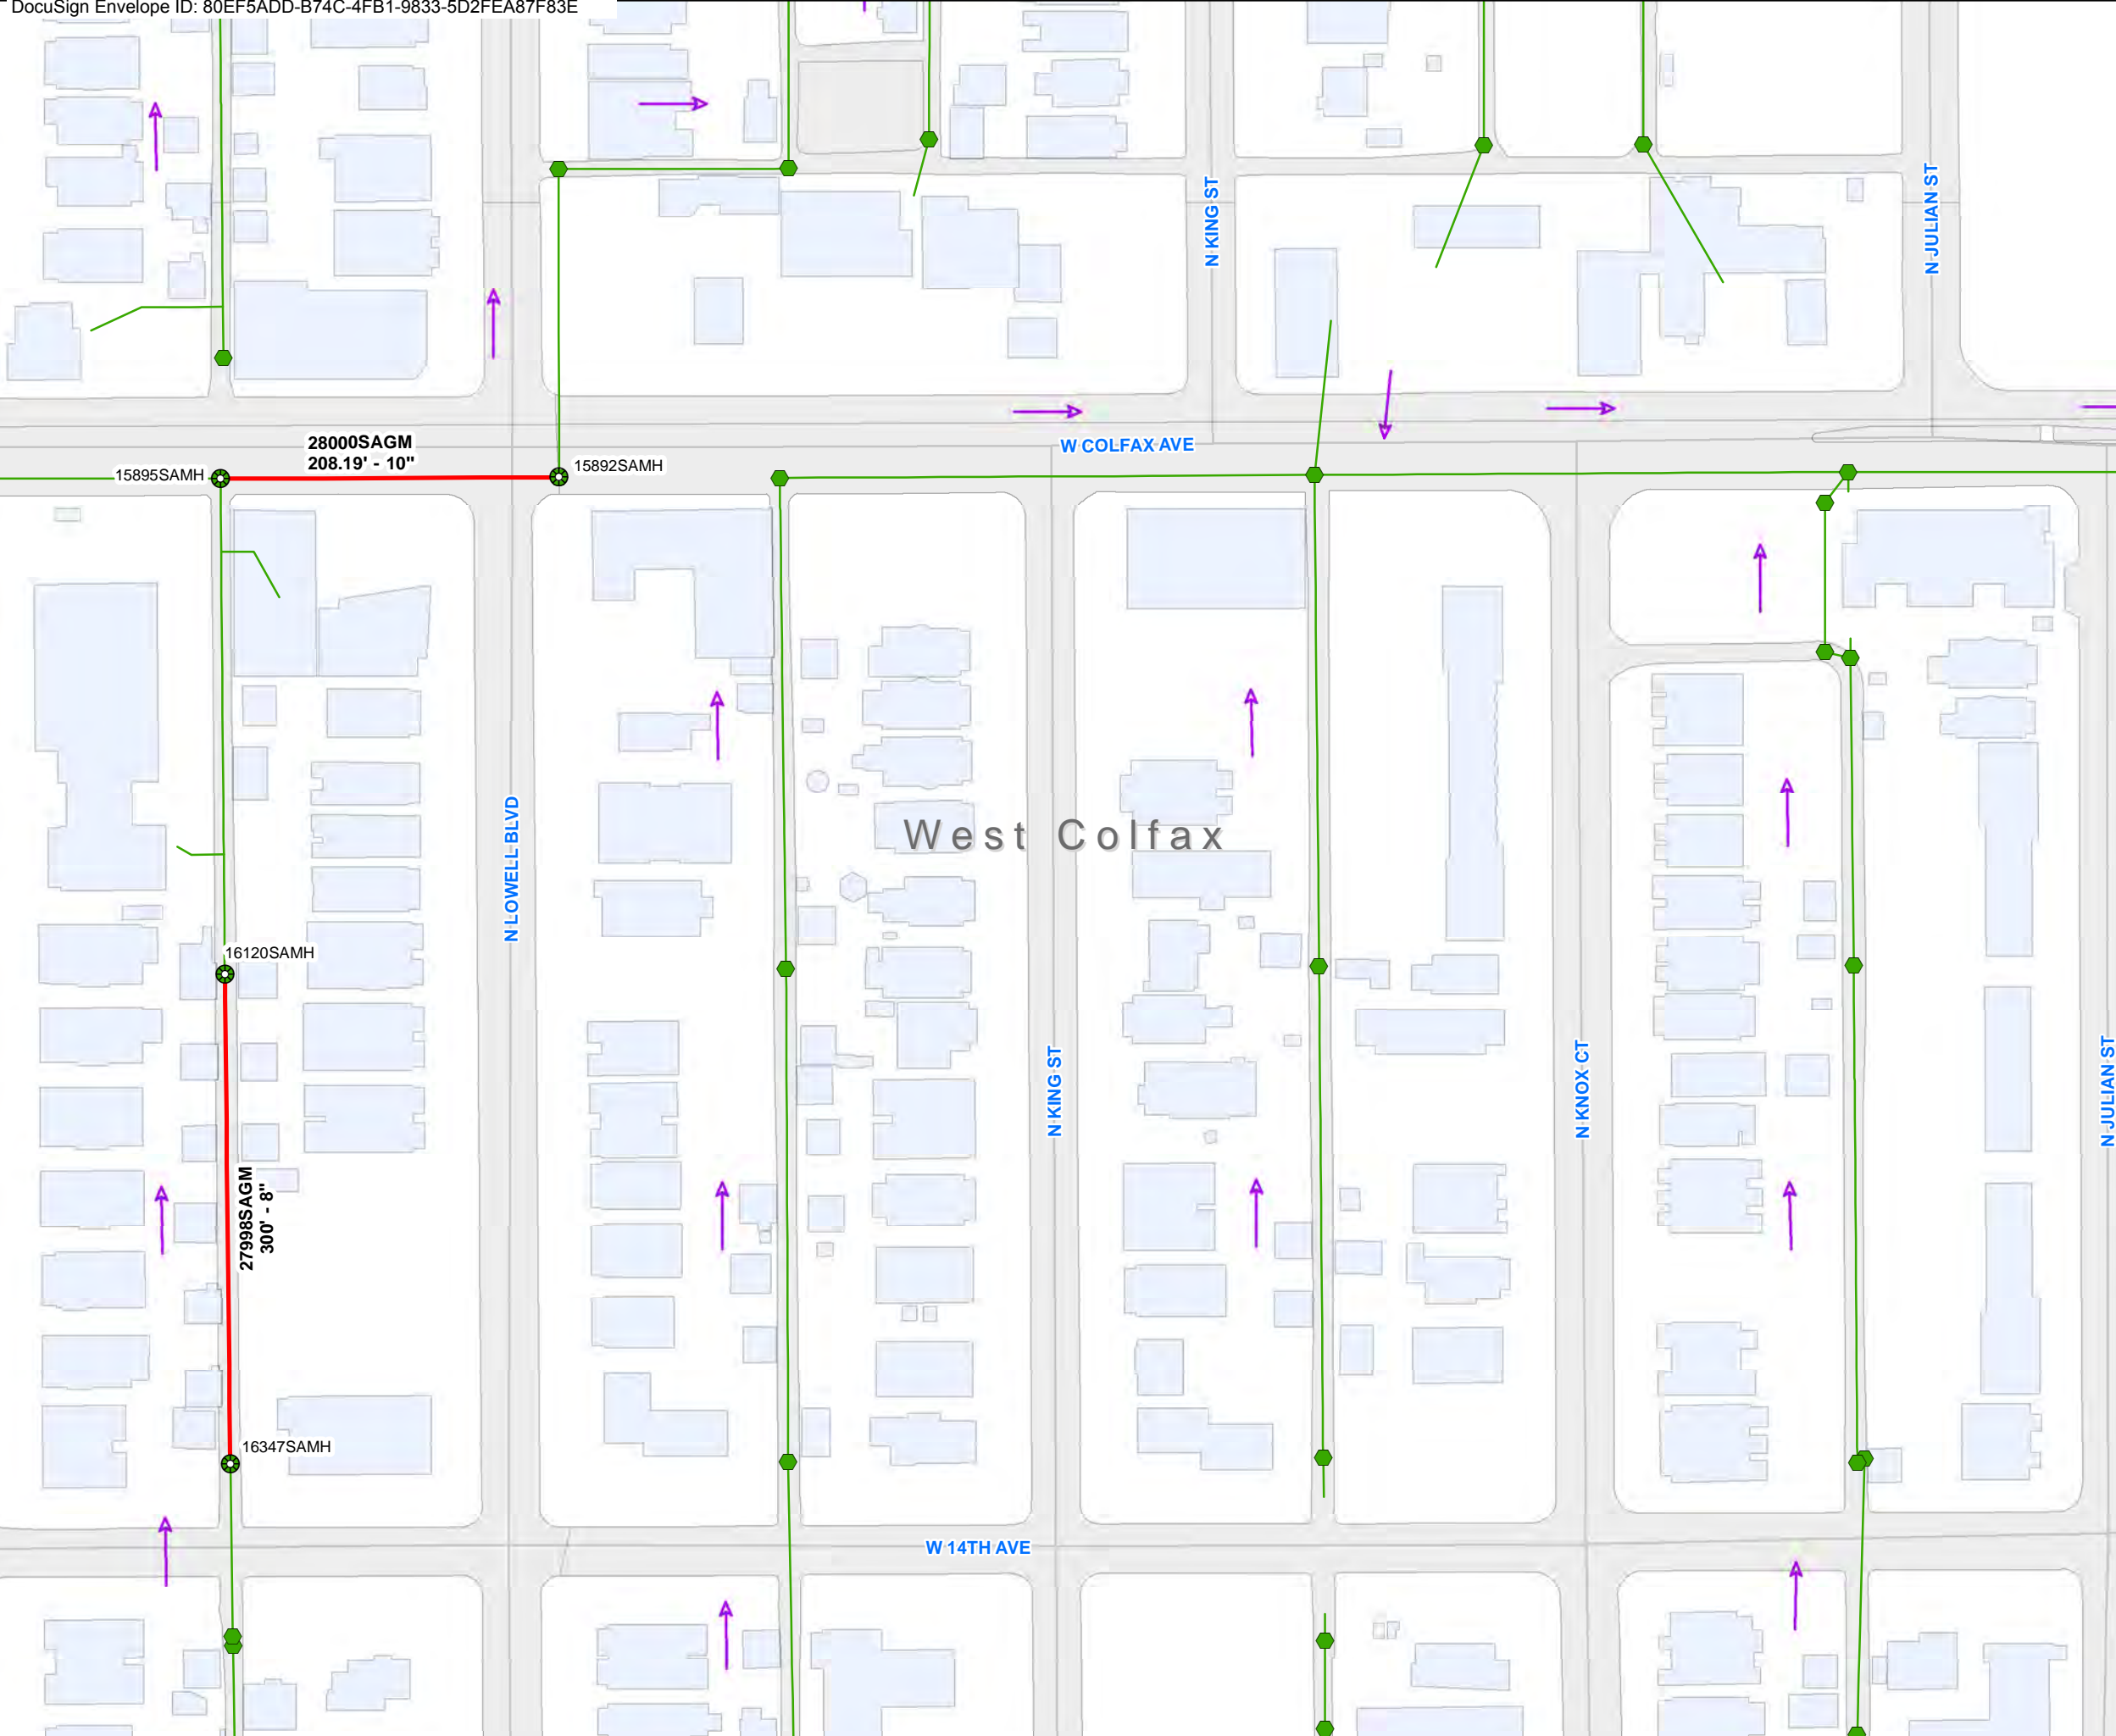 DocuSign Envelope ID: 80EF5ADD-B74C-4FB1-9833-5D2FEA87F83E
N KING ST
N JULIAN ST
28000SAGM
208.19' - 10"
W COLFAX AVE
15895SAMH
15892SAMH
N LOWELL BLVD
West Colfax
16120SAMH
N KING ST
N KNOX CT
N JULIAN ST
27998SAGM
300' - 8"
16347SAMH
W 14TH AVE